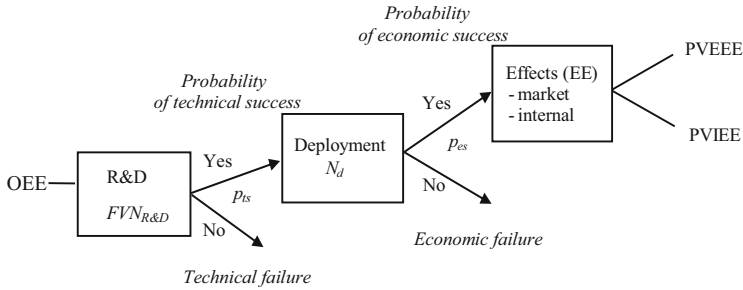 Probability
of economic success
PVEEE
Effects (EE)
- market
- internal
Probability
of technical success
Yes
Deployment
N_d
p_es
PVIEE
OEE
R&D
FVN_R&D
Yes
p_ts
No
No
Economic failure
Technical failure